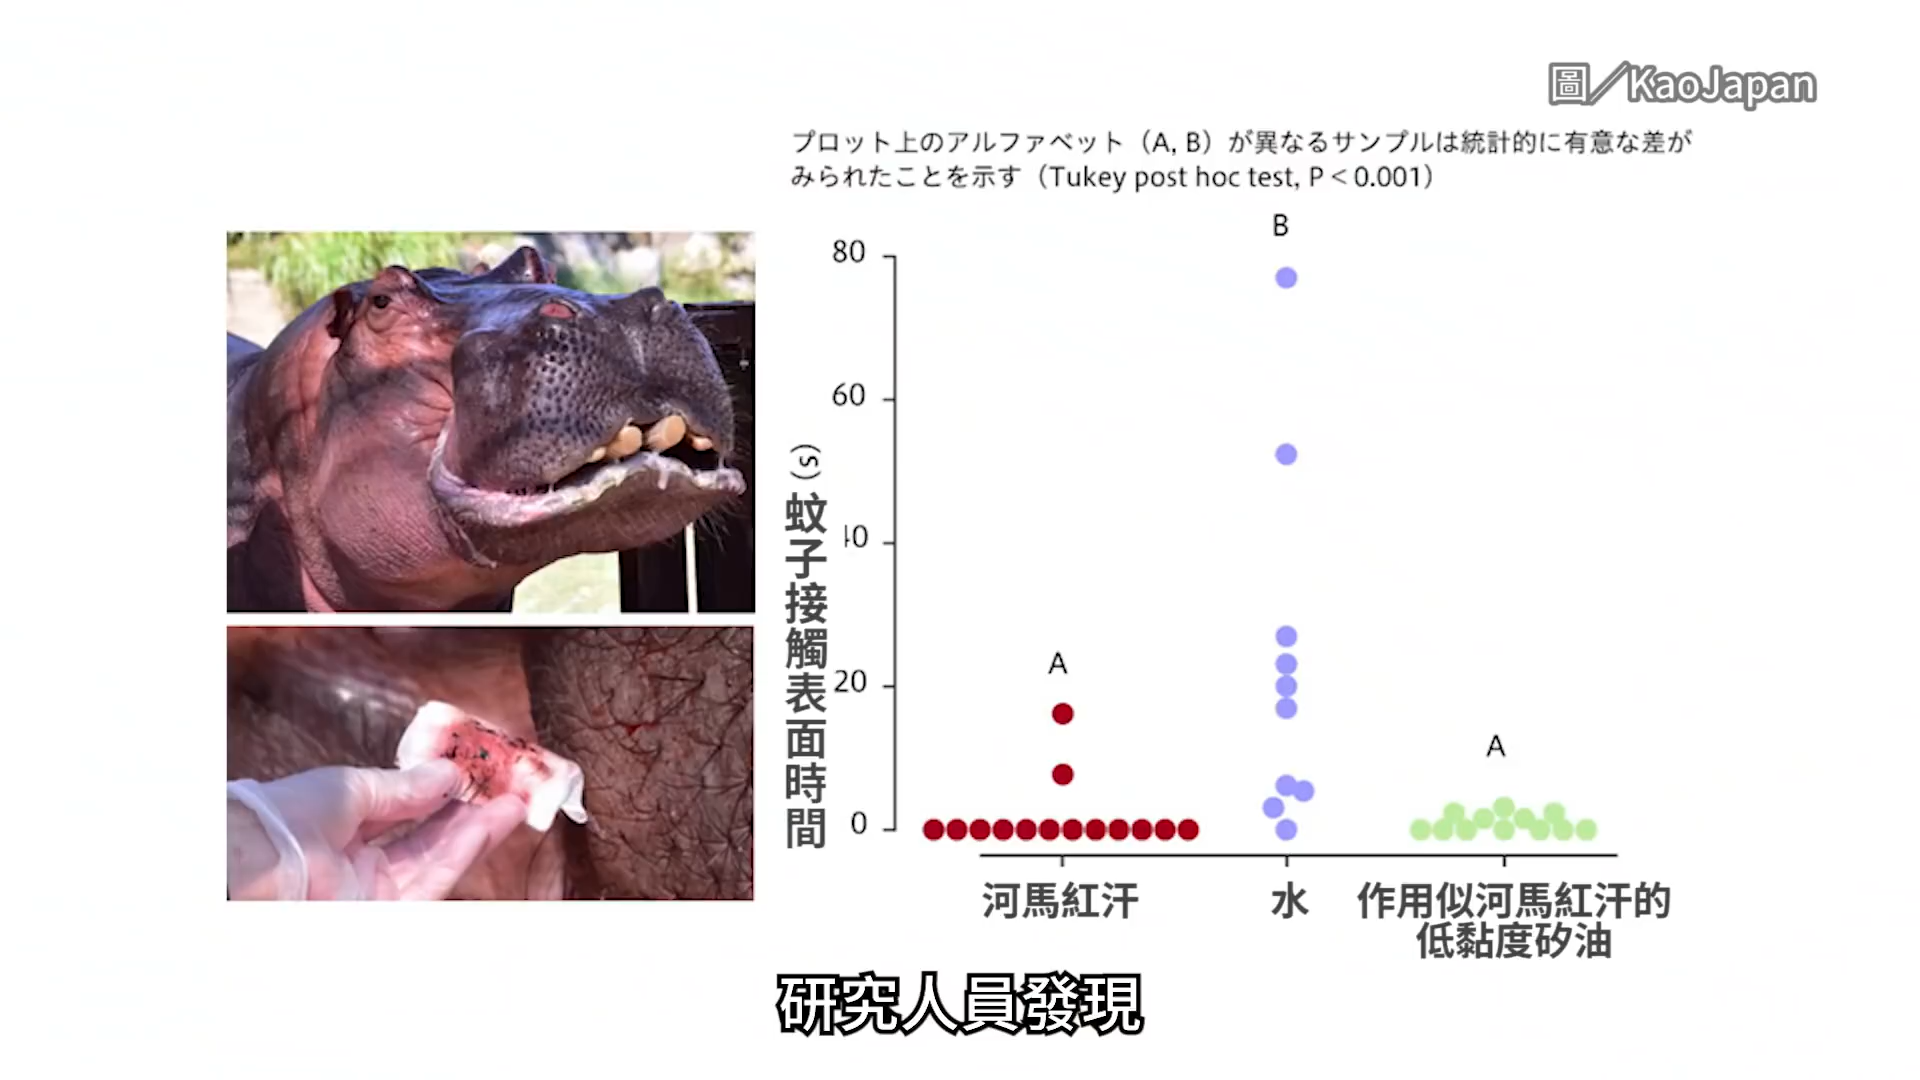 圖／KaoJapan
プロット上のアルファベット（A, B）が異なるサンプルは統計的に有意な差が
みられたことを示す（Tukey post hoc test, P < 0.001）
B
80
60
40
20
0
(s)
蚊子接觸表面時間
A
A
河馬紅汗
水
作用似河馬紅汗的
低黏度矽油
研究人員發現